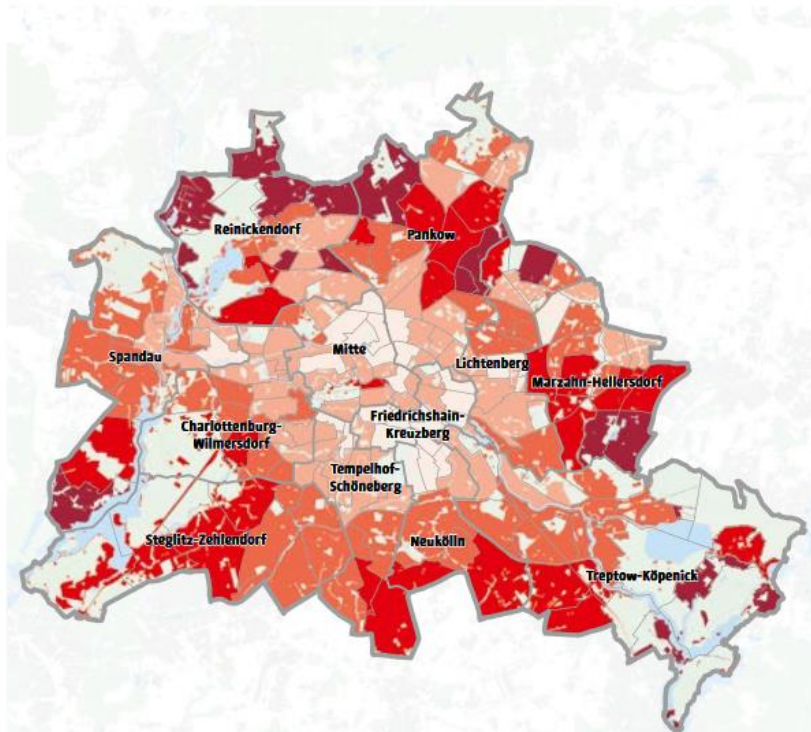 Reinickendorf
Pankow
Mitte
Spandau
Lichtenberg
Marzahn-Hellersdorf
Charlottenburg-
Wilmersdorf
Friedrichshain-
Kreuzberg
Tempelhof-
Schöneberg
Steglitz-Zehlendorf
Neukölln
Treptow-Köpenick